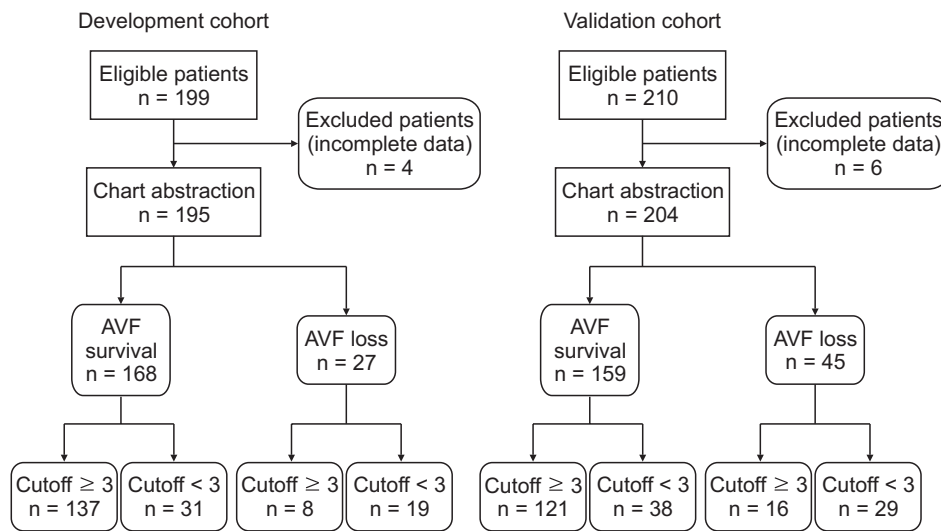 Development cohort
Eligible patients
n = 199
Excluded patients
(incomplete data)
n = 4
Chart abstraction
n = 195
AVF
survival
n = 168
AVF loss
n = 27
Cutoff ≥ 3
n = 137
Cutoff < 3
n = 31
Cutoff ≥ 3
n = 8
Cutoff < 3
n = 19
Validation cohort
Eligible patients
n = 210
Excluded patients
(incomplete data)
n = 6
Chart abstraction
n = 204
AVF
survival
n = 159
AVF loss
n = 45
Cutoff ≥ 3
n = 121
Cutoff < 3
n = 38
Cutoff ≥ 3
n = 16
Cutoff < 3
n = 29